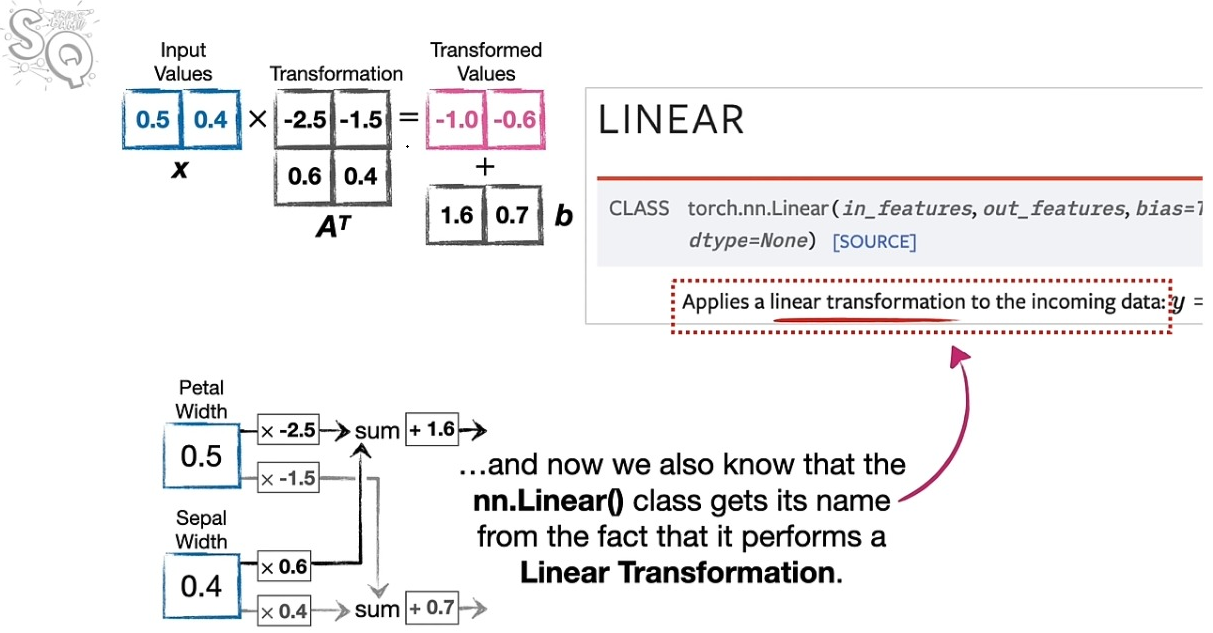 SQ
Input
Values
Transformation
Transformed
Values
0.5 0.4 × -2.5 -1.5 = -1.0 -0.6
x
0.6 0.4
+
Aᵀ
1.6 0.7 b
LINEAR
CLASS torch.nn.Linear(in_features, out_features, bias=
dtype=None) [SOURCE]
Applies a linear transformation to the incoming data: y =
Petal
Width
0.5
× -2.5 sum + 1.6
× -1.5
Sepal
Width
0.4
× 0.6
× 0.4 sum + 0.7
...and now we also know that the
nn.Linear() class gets its name
from the fact that it performs a
Linear Transformation.